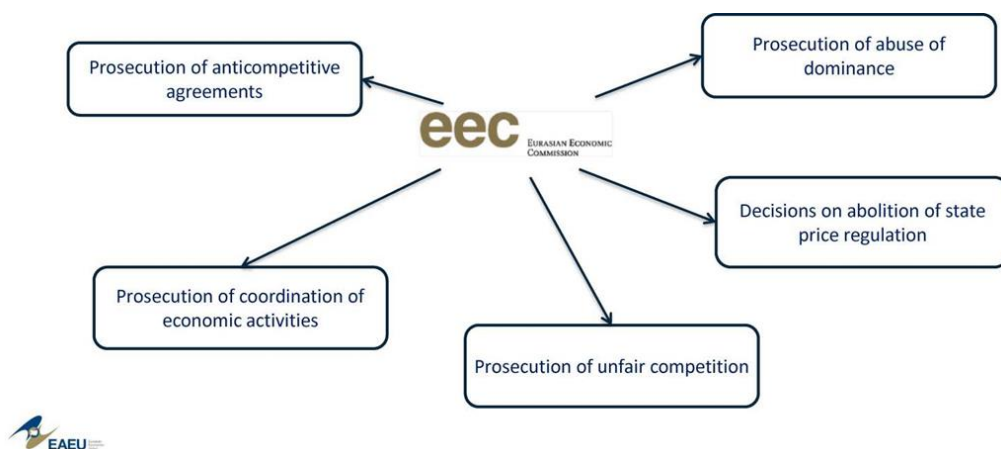 Prosecution of anticompetitive
agreements
Prosecution of abuse of
dominance
eec EURASIAN ECONOMIC
COMMISSION
Decisions on abolition of state
price regulation
Prosecution of coordination of
economic activities
Prosecution of unfair competition
EAEU